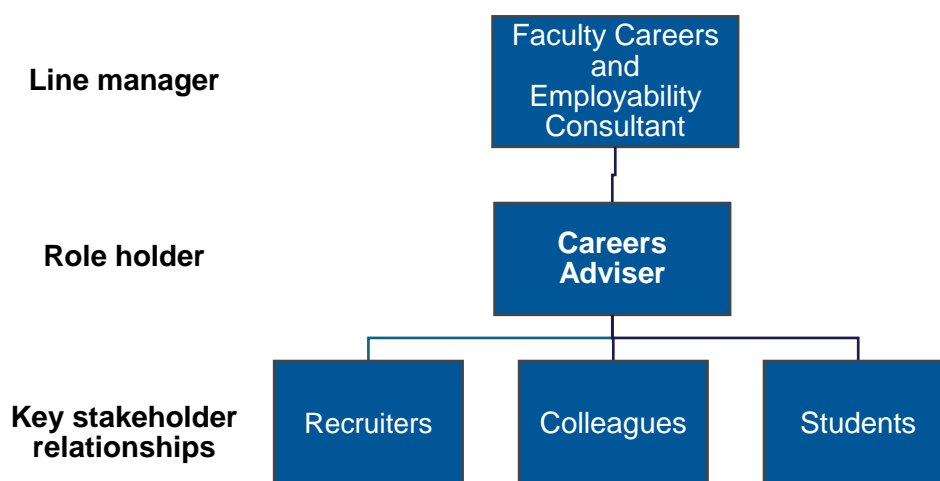 Line manager
Faculty Careers
and
Employability
Consultant
Role holder
Careers
Adviser
Key stakeholder
relationships
Recruiters
Colleagues
Students